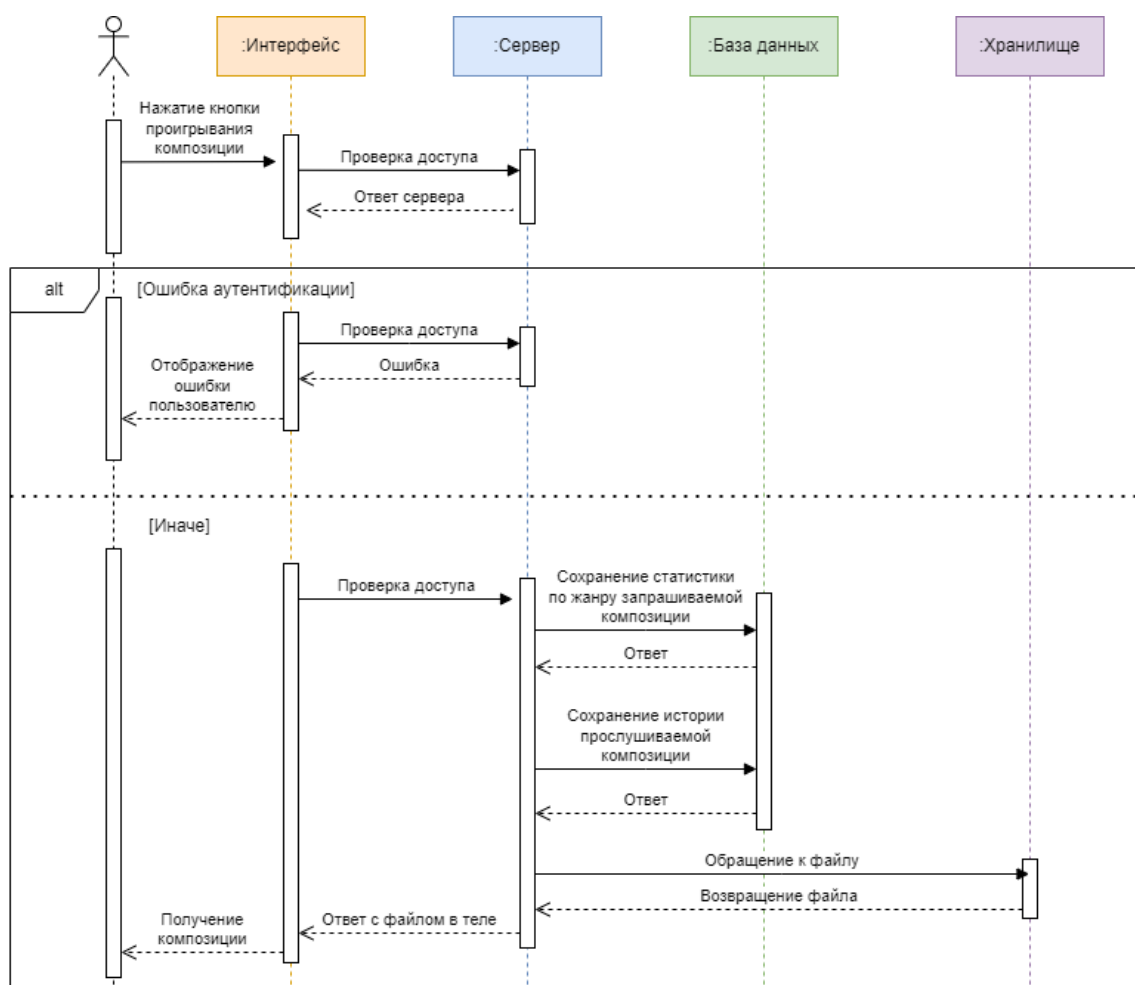 :Интерфейс
:Сервер
:База данных
:Хранилище
Нажатие кнопки
проигрывания
композиции
Проверка доступа
Ответ сервера
alt
[Ошибка аутентификации]
Проверка доступа
Ошибка
Отображение
ошибки
пользователю
[Иначе]
Проверка доступа
Сохранение статистики
по жанру запрашиваемой
композиции
Ответ
Сохранение истории
прослушиваемой
композиции
Ответ
Обращение к файлу
Возвращение файла
Ответ с файлом в теле
Получение
композиции